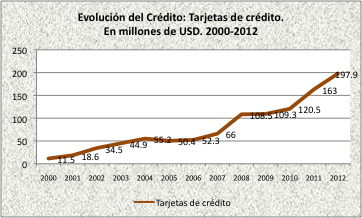 Evolución del Crédito: Tarjetas de crédito.
En millones de USD. 2000-2012
250
200
150
100
50
0
11.5 18.6 34.5 44.9 55.2 50.4 52.3 66 108.5 109.3 120.5 163 197.9
2000 2001 2002 2003 2004 2005 2006 2007 2008 2009 2010 2011 2012
Tarjetas de crédito